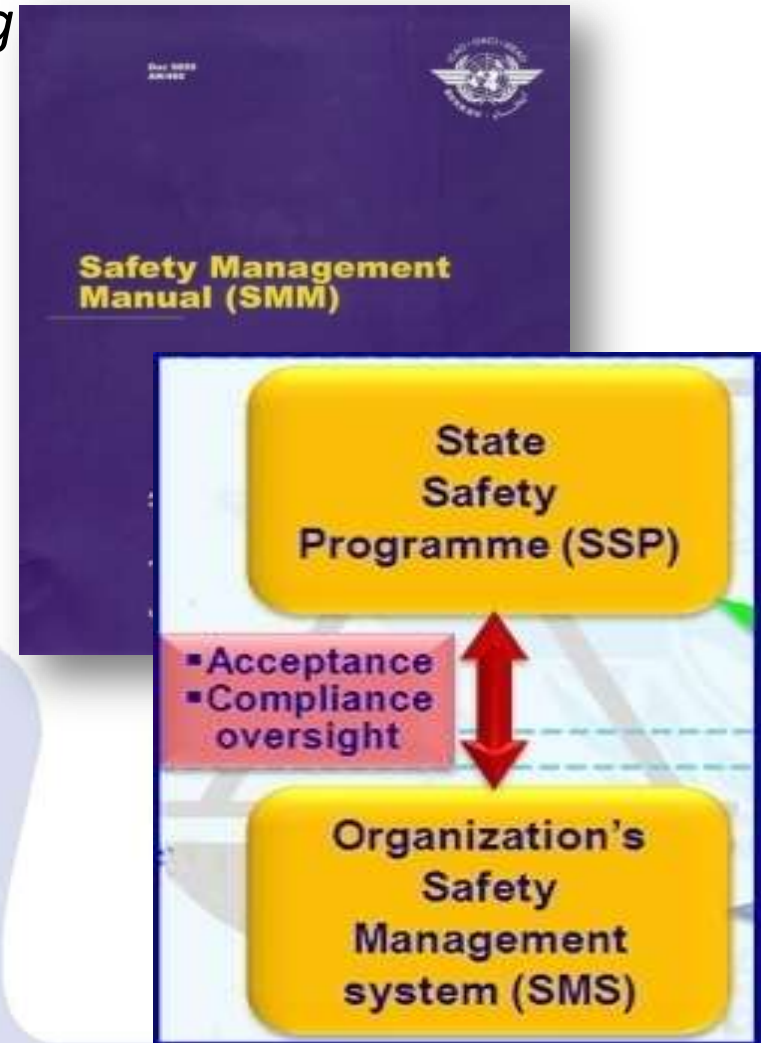 g
Safety Management
Manual (SMM)
State
Safety
Programme (SSP)
▪Acceptance
▪Compliance
oversight
Organization's
Safety
Management
system (SMS)